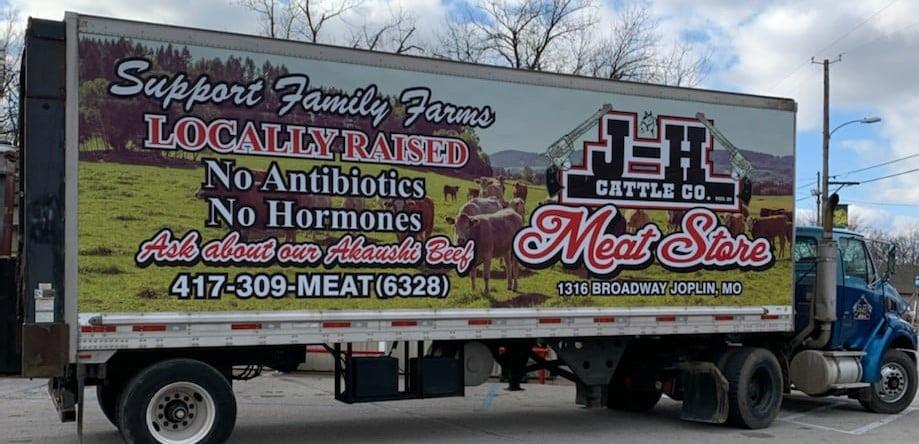 Support Family Farms
LOCALLY RAISED
No Antibiotics
No Hormones
Ask about our Akaushi Beef
417-309-MEAT(6328)
J=H
CATTLE CO.
Meat Store
1316 BROADWAY JOPLIN, MO